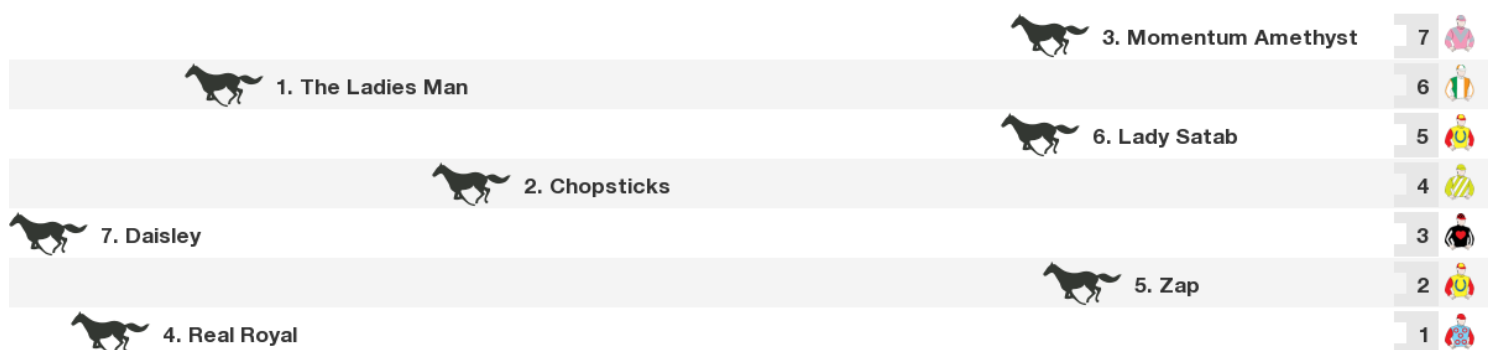 3. Momentum Amethyst 7
1. The Ladies Man 6
6. Lady Satab 5
2. Chopsticks 4
7. Daisley 3
5. Zap 2
4. Real Royal 1